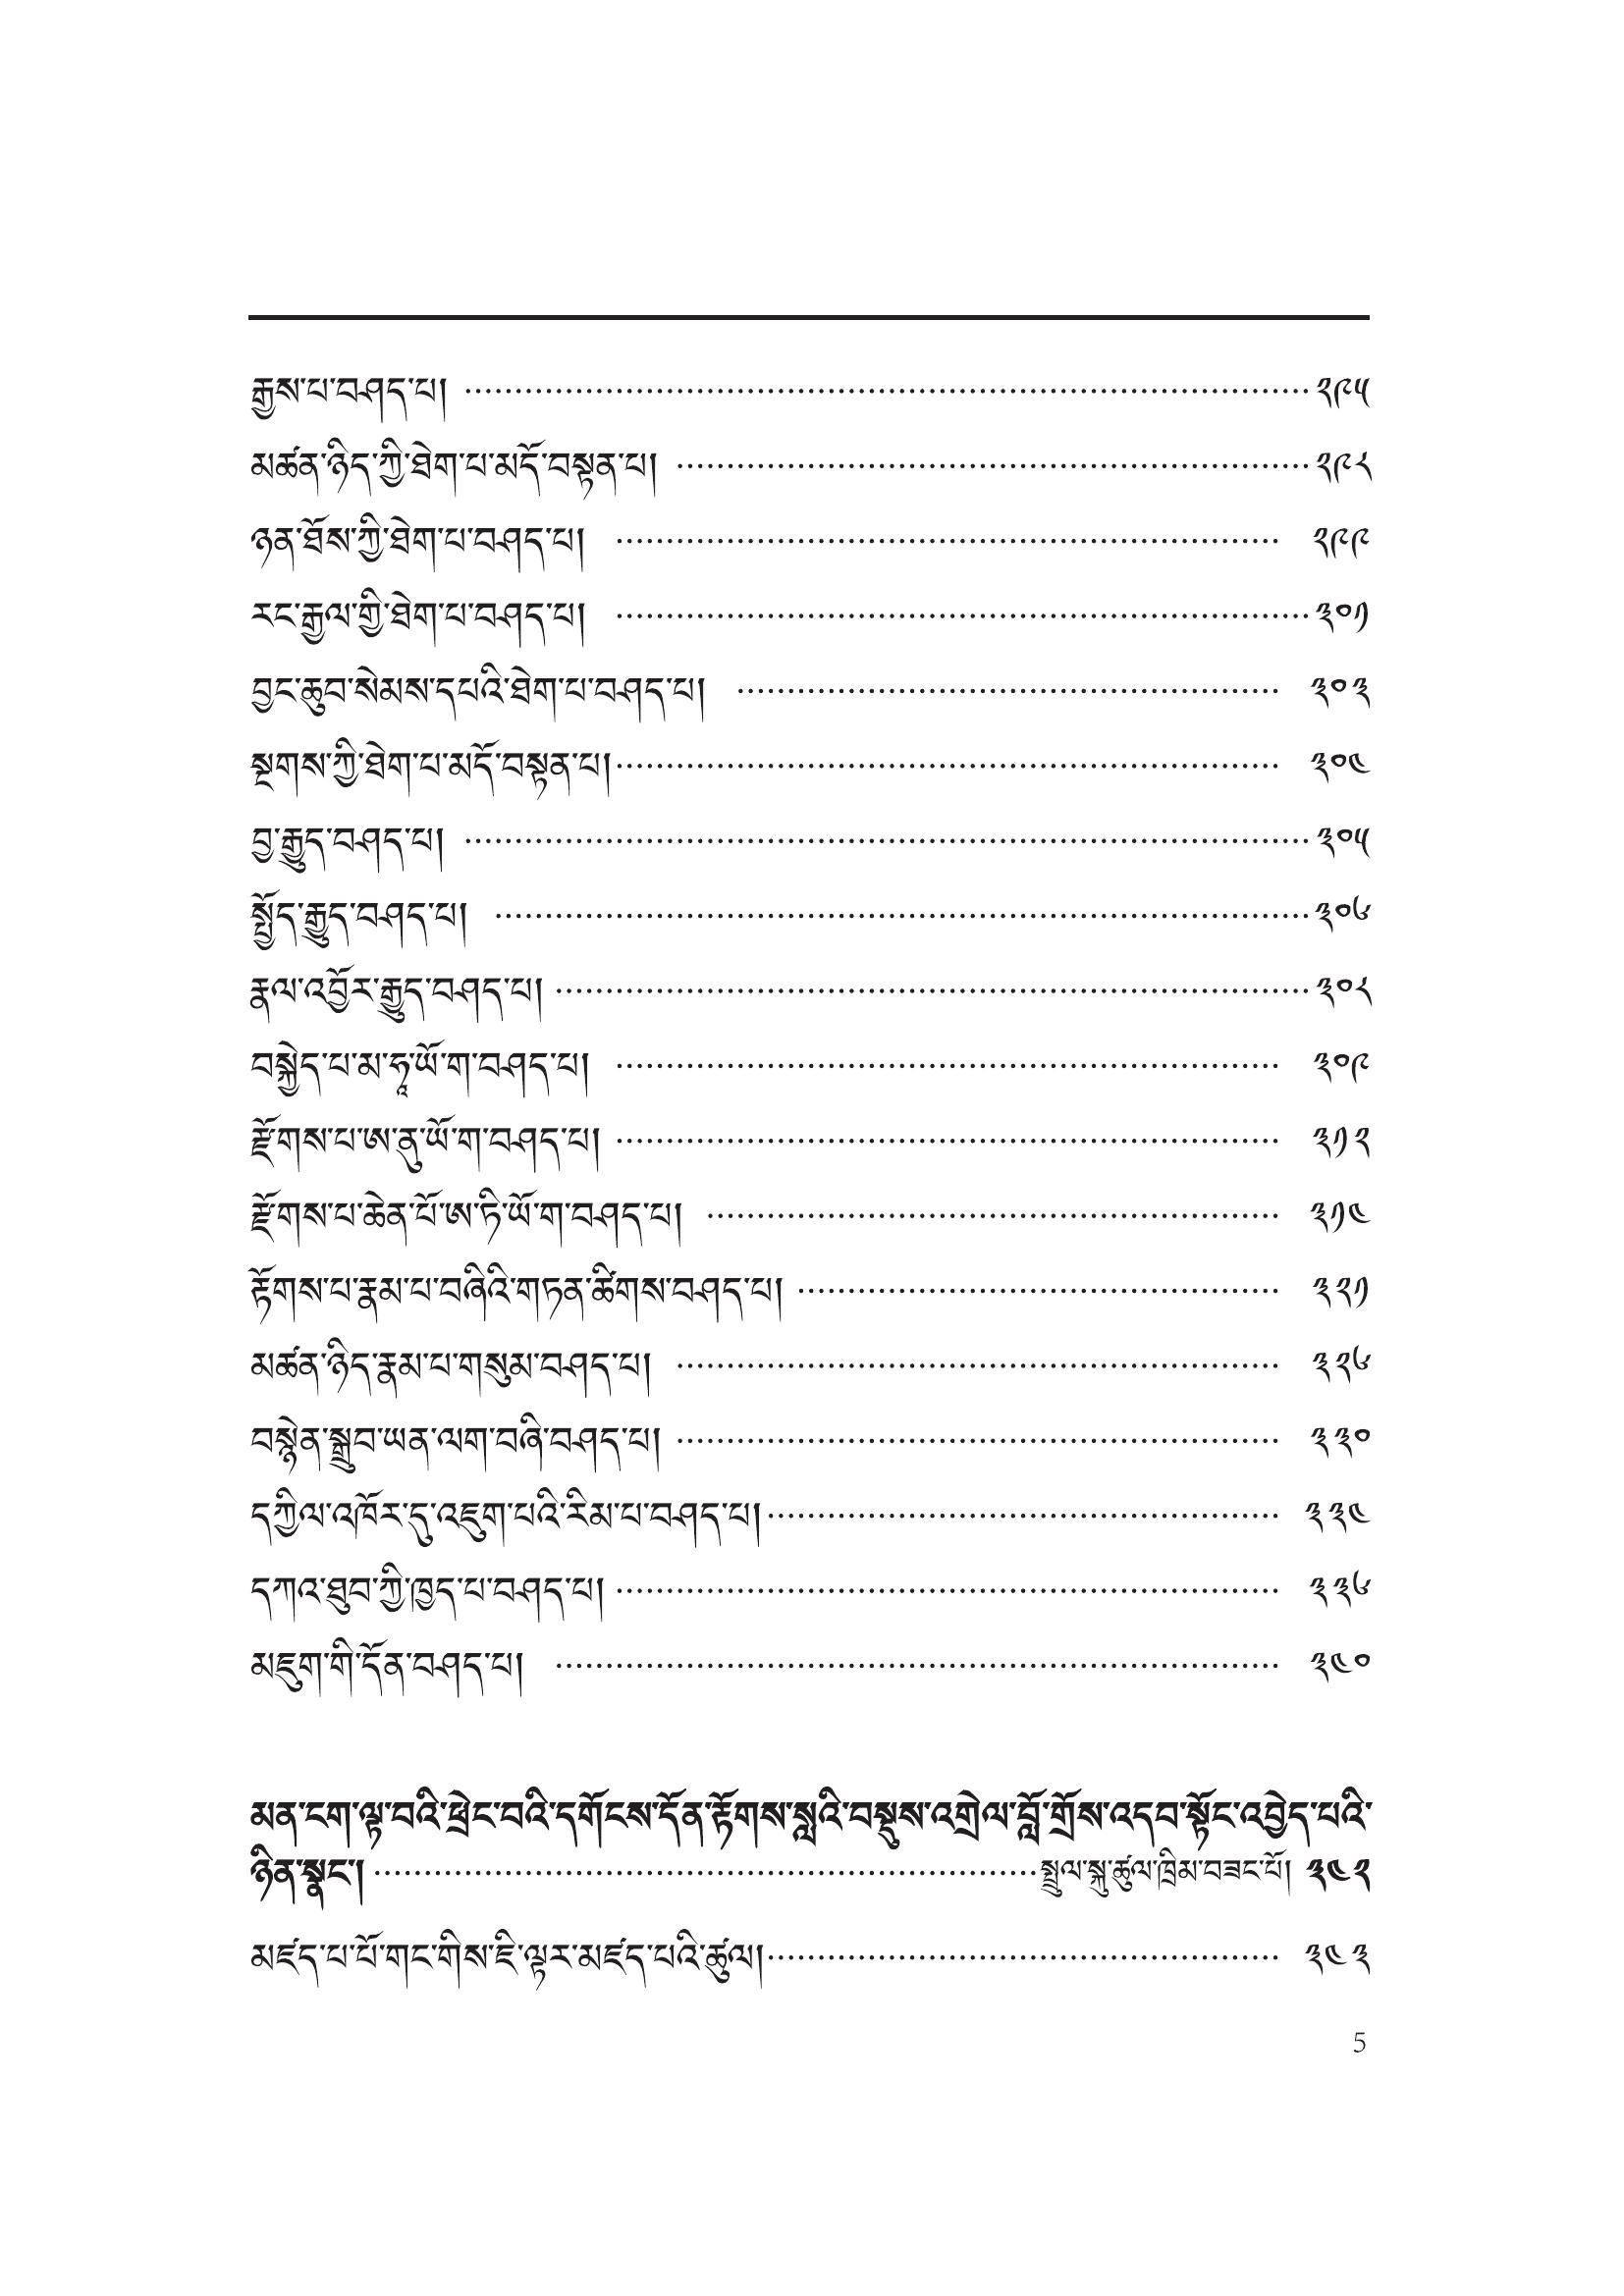 རྒྱས་པ་བཤད་པ། ༢༩༥
མཚན་ཉིད་ཀྱི་ཐེག་པ་མདོ་བསྟན་པ། ༢༩༨
ཉན་ཐོས་ཀྱི་ཐེག་པ་བཤད་པ། ༢༩༩
རང་རྒྱལ་གྱི་ཐེག་པ་བཤད་པ། ༣༠༡
བྱང་ཆུབ་སེམས་དཔའི་ཐེག་པ་བཤད་པ། ༣༠༣
སྔགས་ཀྱི་ཐེག་པ་མདོ་བསྟན་པ། ༣༠༤
བྱ་རྒྱུད་བཤད་པ། ༣༠༥
སྤྱོད་རྒྱུད་བཤད་པ། ༣༠༦
རྣལ་འབྱོར་རྒྱུད་བཤད་པ། ༣༠༨
བསྐྱེད་པ་མ་ཧཱ་ཡོ་ག་བཤད་པ། ༣༠༩
རྫོགས་པ་ཨ་ནུ་ཡོ་ག་བཤད་པ། ༣༡༢
རྫོགས་པ་ཆེན་པོ་ཨ་ཏི་ཡོ་ག་བཤད་པ། ༣༡༤
རྟོགས་པ་རྣམ་པ་བཞིའི་གཏན་ཚིགས་བཤད་པ། ༣༢༡
མཚན་ཉིད་རྣམ་པ་གསུམ་བཤད་པ། ༣༢༦
བསྙེན་སྒྲུབ་ཡན་ལག་བཞི་བཤད་པ། ༣༣༠
དཀྱིལ་འཁོར་དུ་འཇུག་པའི་རིམ་པ་བཤད་པ། ༣༣༤
དཀའ་ཐུབ་ཀྱི་ཁྱད་པ་བཤད་པ། ༣༣༦
མཇུག་གི་དོན་བཤད་པ། ༣༤༠
མན་ངག་ལྟ་བའི་ཕྲེང་བའི་དགོངས་དོན་རྟོགས་སླའི་བསྡུས་འགྲེལ་བློ་གྲོས་འདབ་སྟོང་འབྱེད་པའི་
ཉིན་སྣང་། སྤྲུལ་སྐུ་ཚུལ་ཁྲིམ་བཟང་པོ། ༣༤༢
མཛད་པ་པོ་གང་གིས་ཇི་ལྟར་མཛད་པའི་ཚུལ། ༣༤༣
5